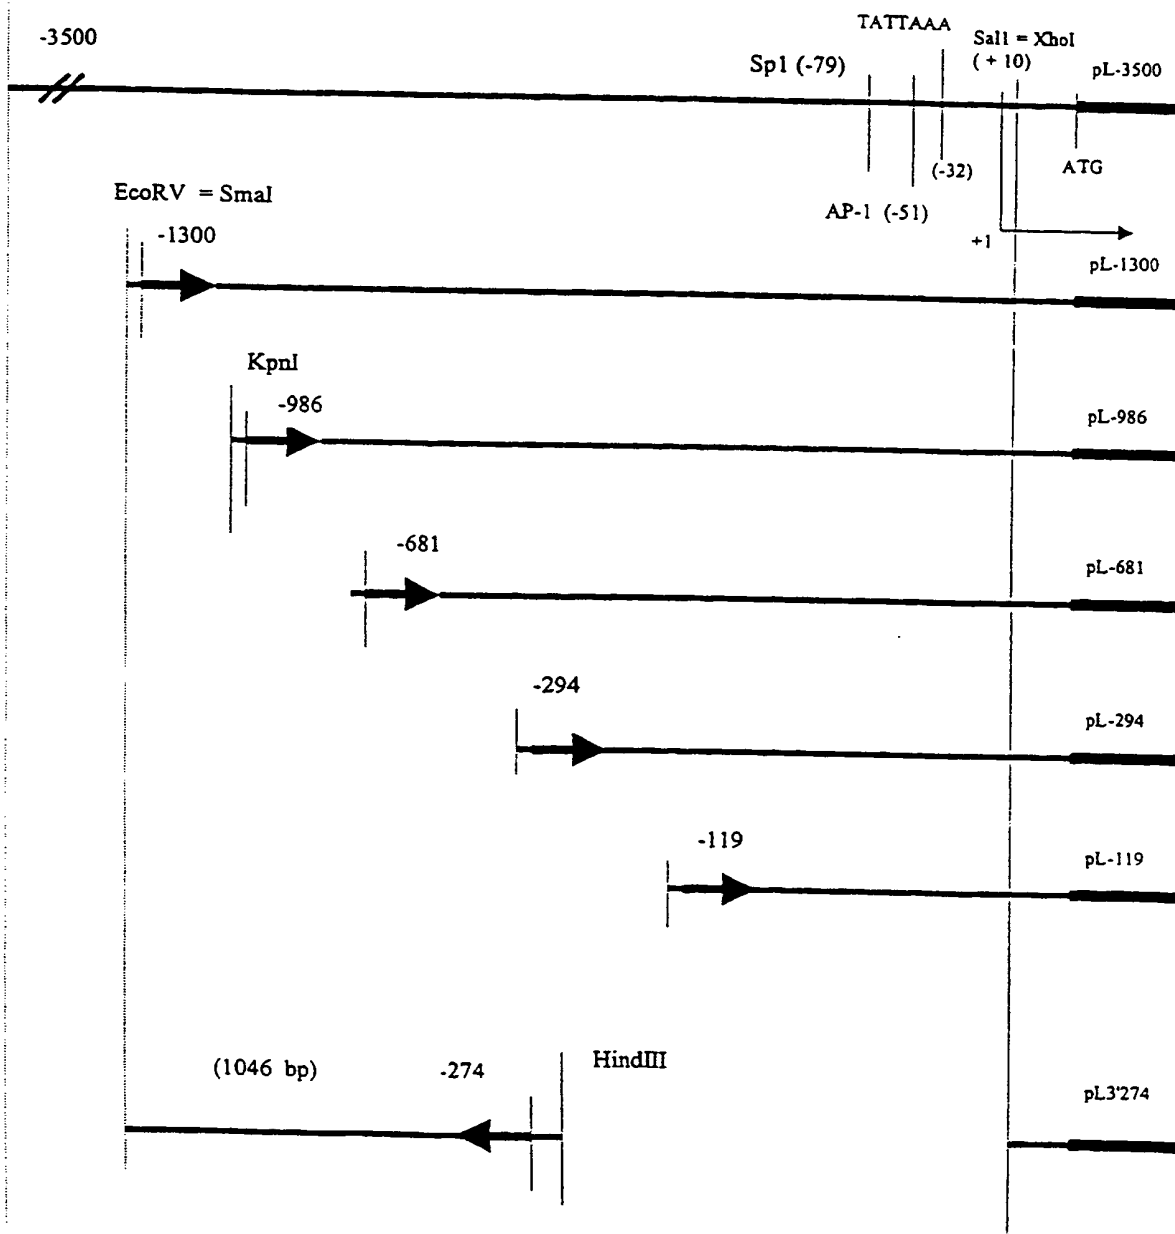 -3500
TATTAAA
Sp1 (-79)
Sal1 = XhoI
( + 10)
pL-3500
(-32)
ATG
AP-1 (-51)
+1
EcoRV = SmaI
-1300
pL-1300
KpnI
-986
pL-986
-681
pL-681
-294
pL-294
-119
pL-119
(1046 bp)
-274
HindIII
pL3'274